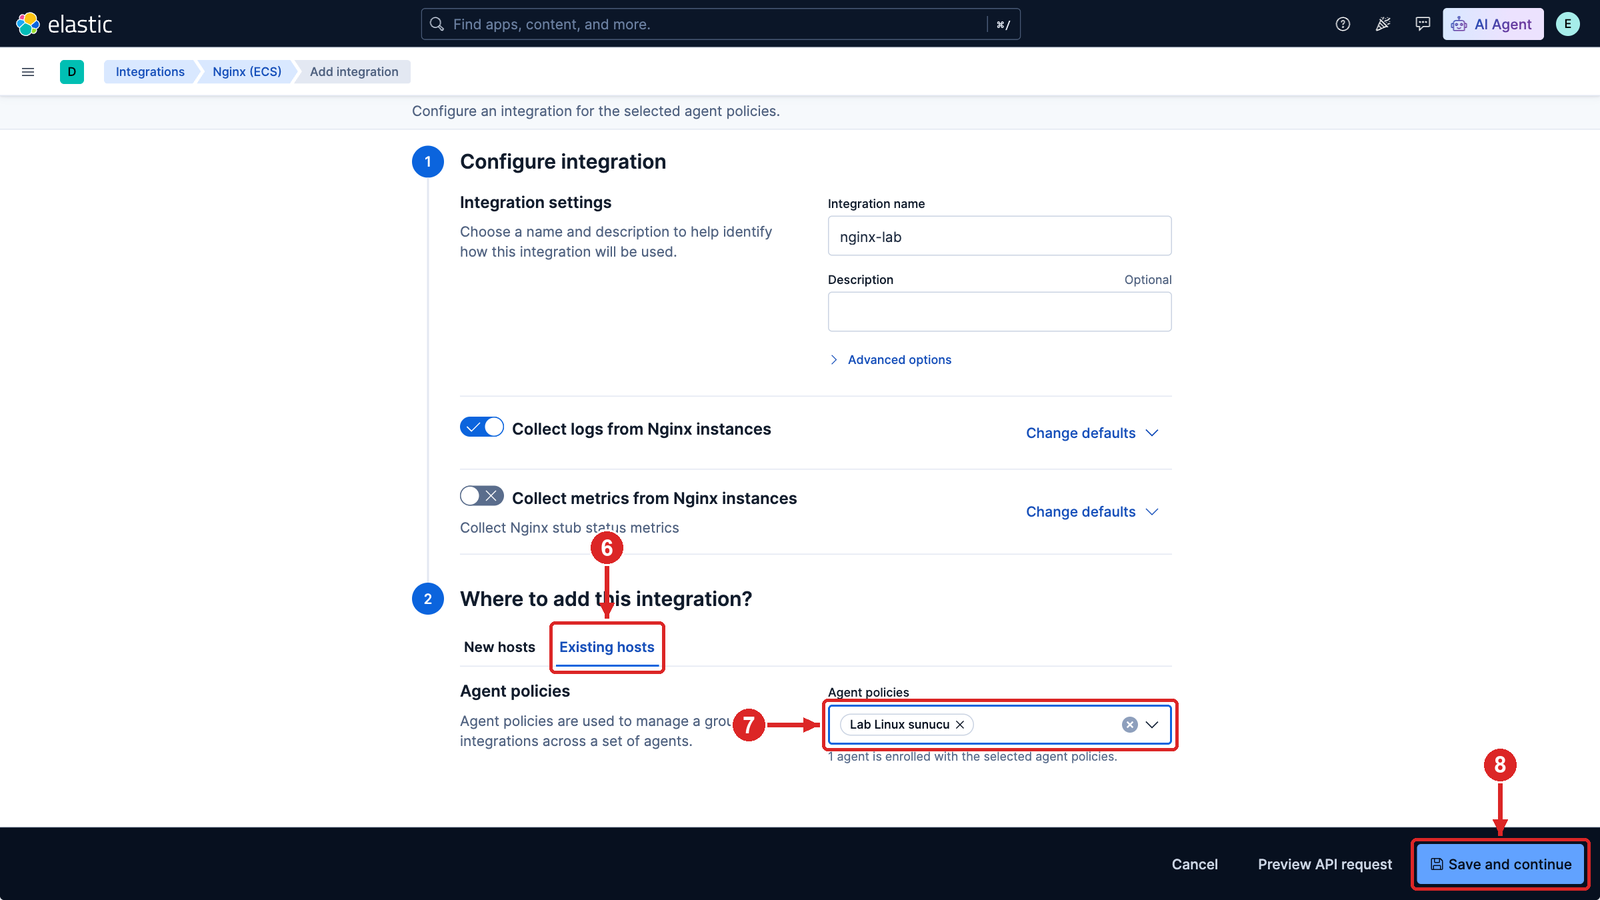 elastic
Find apps, content, and more.
⌘/
AI Agent
E
D
Integrations
Nginx (ECS)
Add integration
Configure an integration for the selected agent policies.
1
Configure integration
Integration settings
Choose a name and description to help identify
how this integration will be used.
Integration name
nginx-lab
Description
Optional
Advanced options
Collect logs from Nginx instances
Change defaults
Collect metrics from Nginx instances
Collect Nginx stub status metrics
Change defaults
6
2
Where to add this integration?
New hosts
Existing hosts
Agent policies
Agent policies are used to manage a grou
integrations across a set of agents.
7
Agent policies
Lab Linux sunucu
1 agent is enrolled with the selected agent policies.
8
Cancel
Preview API request
Save and continue